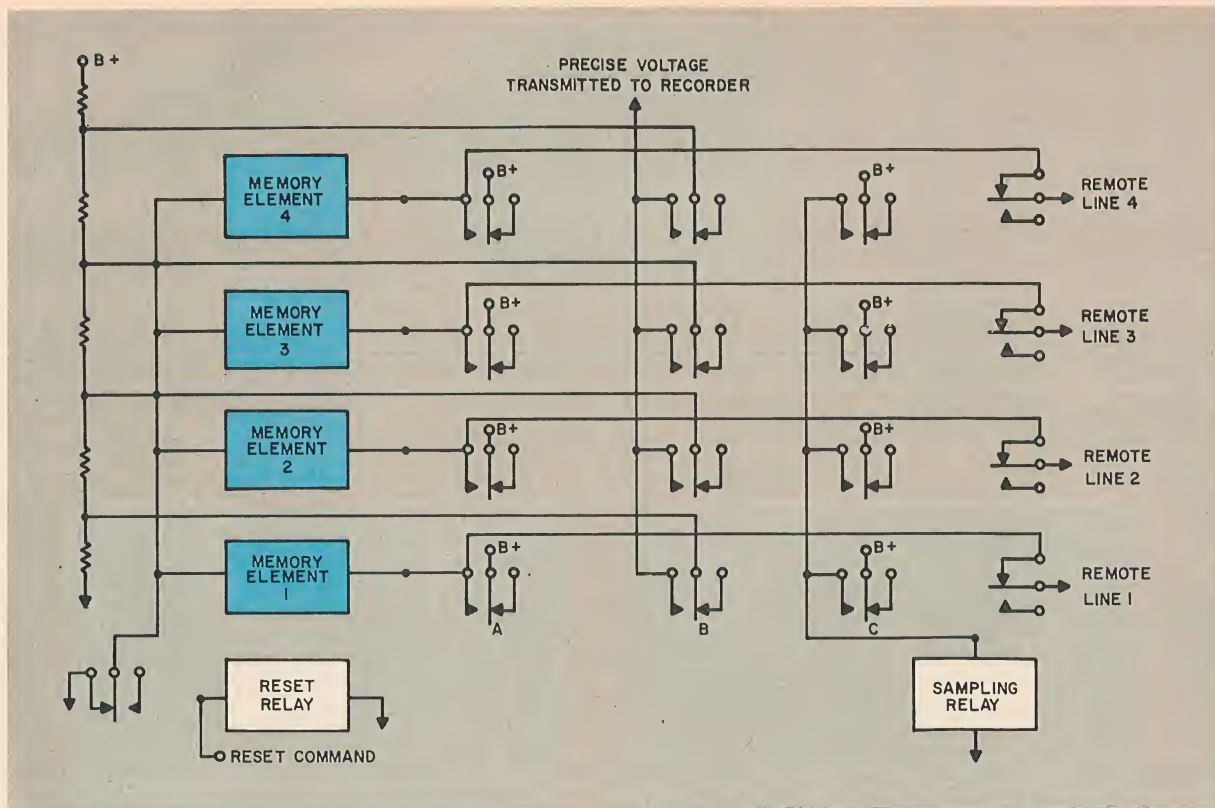 B+
PRECISE VOLTAGE
TRANSMITTED TO RECORDER
MEMORY
ELEMENT
4
B+
B+
REMOTE
LINE 4
MEMORY
ELEMENT
3
B+
B+
REMOTE
LINE 3
MEMORY
ELEMENT
2
B+
B+
REMOTE
LINE 2
MEMORY
ELEMENT
1
B+
B+
REMOTE
LINE 1
A
B
C
RESET
RELAY
SAMPLING
RELAY
RESET COMMAND